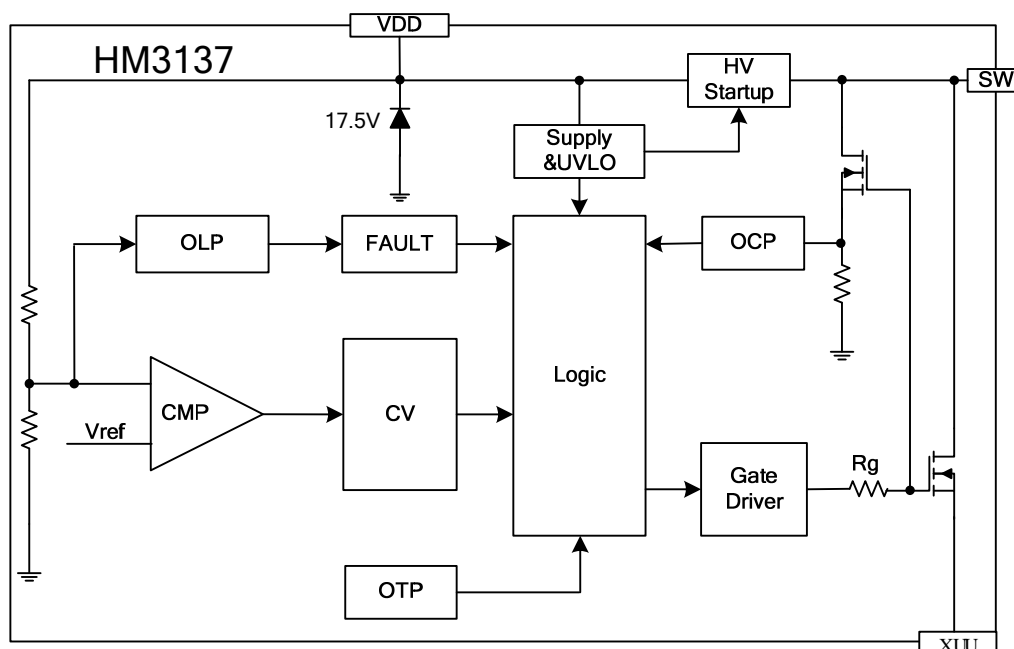 VDD
HM3137
HV
Startup
SW
17.5V
Supply
&UVLO
OLP
FAULT
OCP
Logic
CMP
CV
Vref
Gate
Driver
Rg
OTP